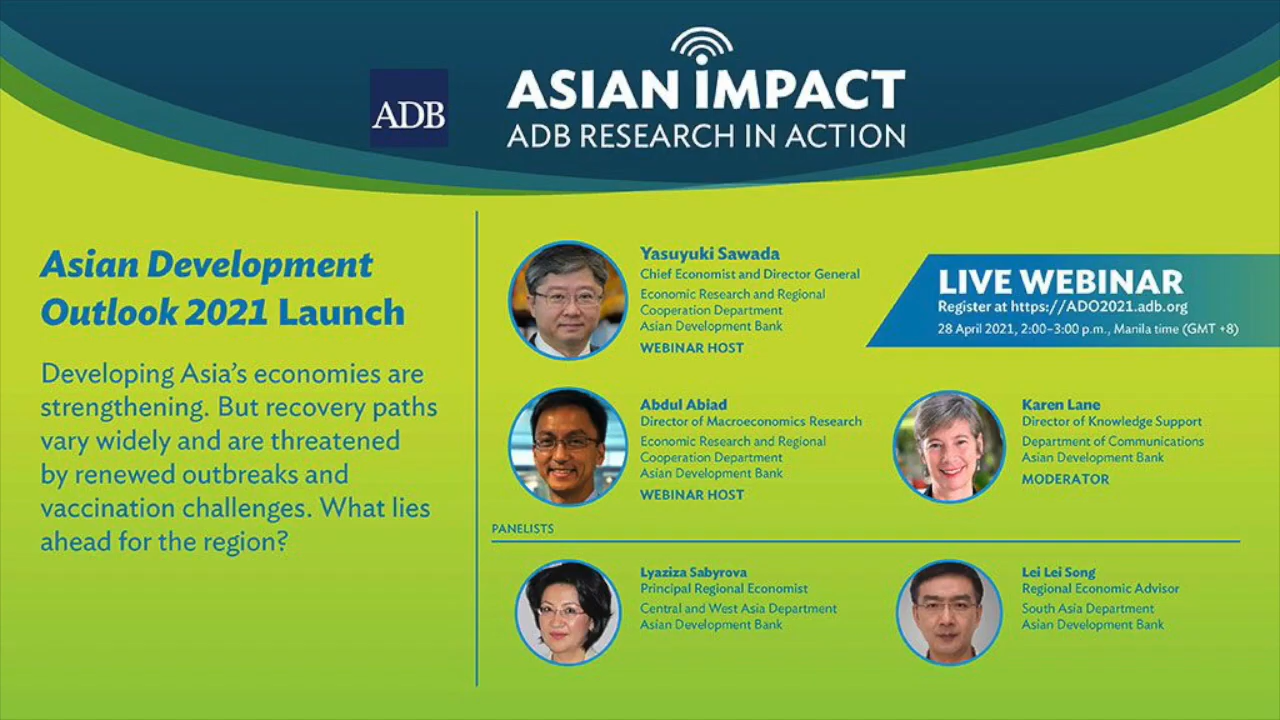 ADB
ASIAN IMPACT
ADB RESEARCH IN ACTION
Asian Development
Outlook 2021 Launch
Developing Asia's economies are
strengthening. But recovery paths
vary widely and are threatened
by renewed outbreaks and
vaccination challenges. What lies
ahead for the region?
Yasuyuki Sawada
Chief Economist and Director General
Economic Research and Regional
Cooperation Department
Asian Development Bank
WEBINAR HOST
LIVE WEBINAR
Register at https://ADO2021.adb.org
28 April 2021, 2:00–3:00 p.m., Manila time (GMT +8)
Abdul Abiad
Director of Macroeconomics Research
Economic Research and Regional
Cooperation Department
Asian Development Bank
WEBINAR HOST
Karen Lane
Director of Knowledge Support
Department of Communications
Asian Development Bank
MODERATOR
PANELISTS
Lyaziza Sabyrova
Principal Regional Economist
Central and West Asia Department
Asian Development Bank
Lei Lei Song
Regional Economic Advisor
South Asia Department
Asian Development Bank